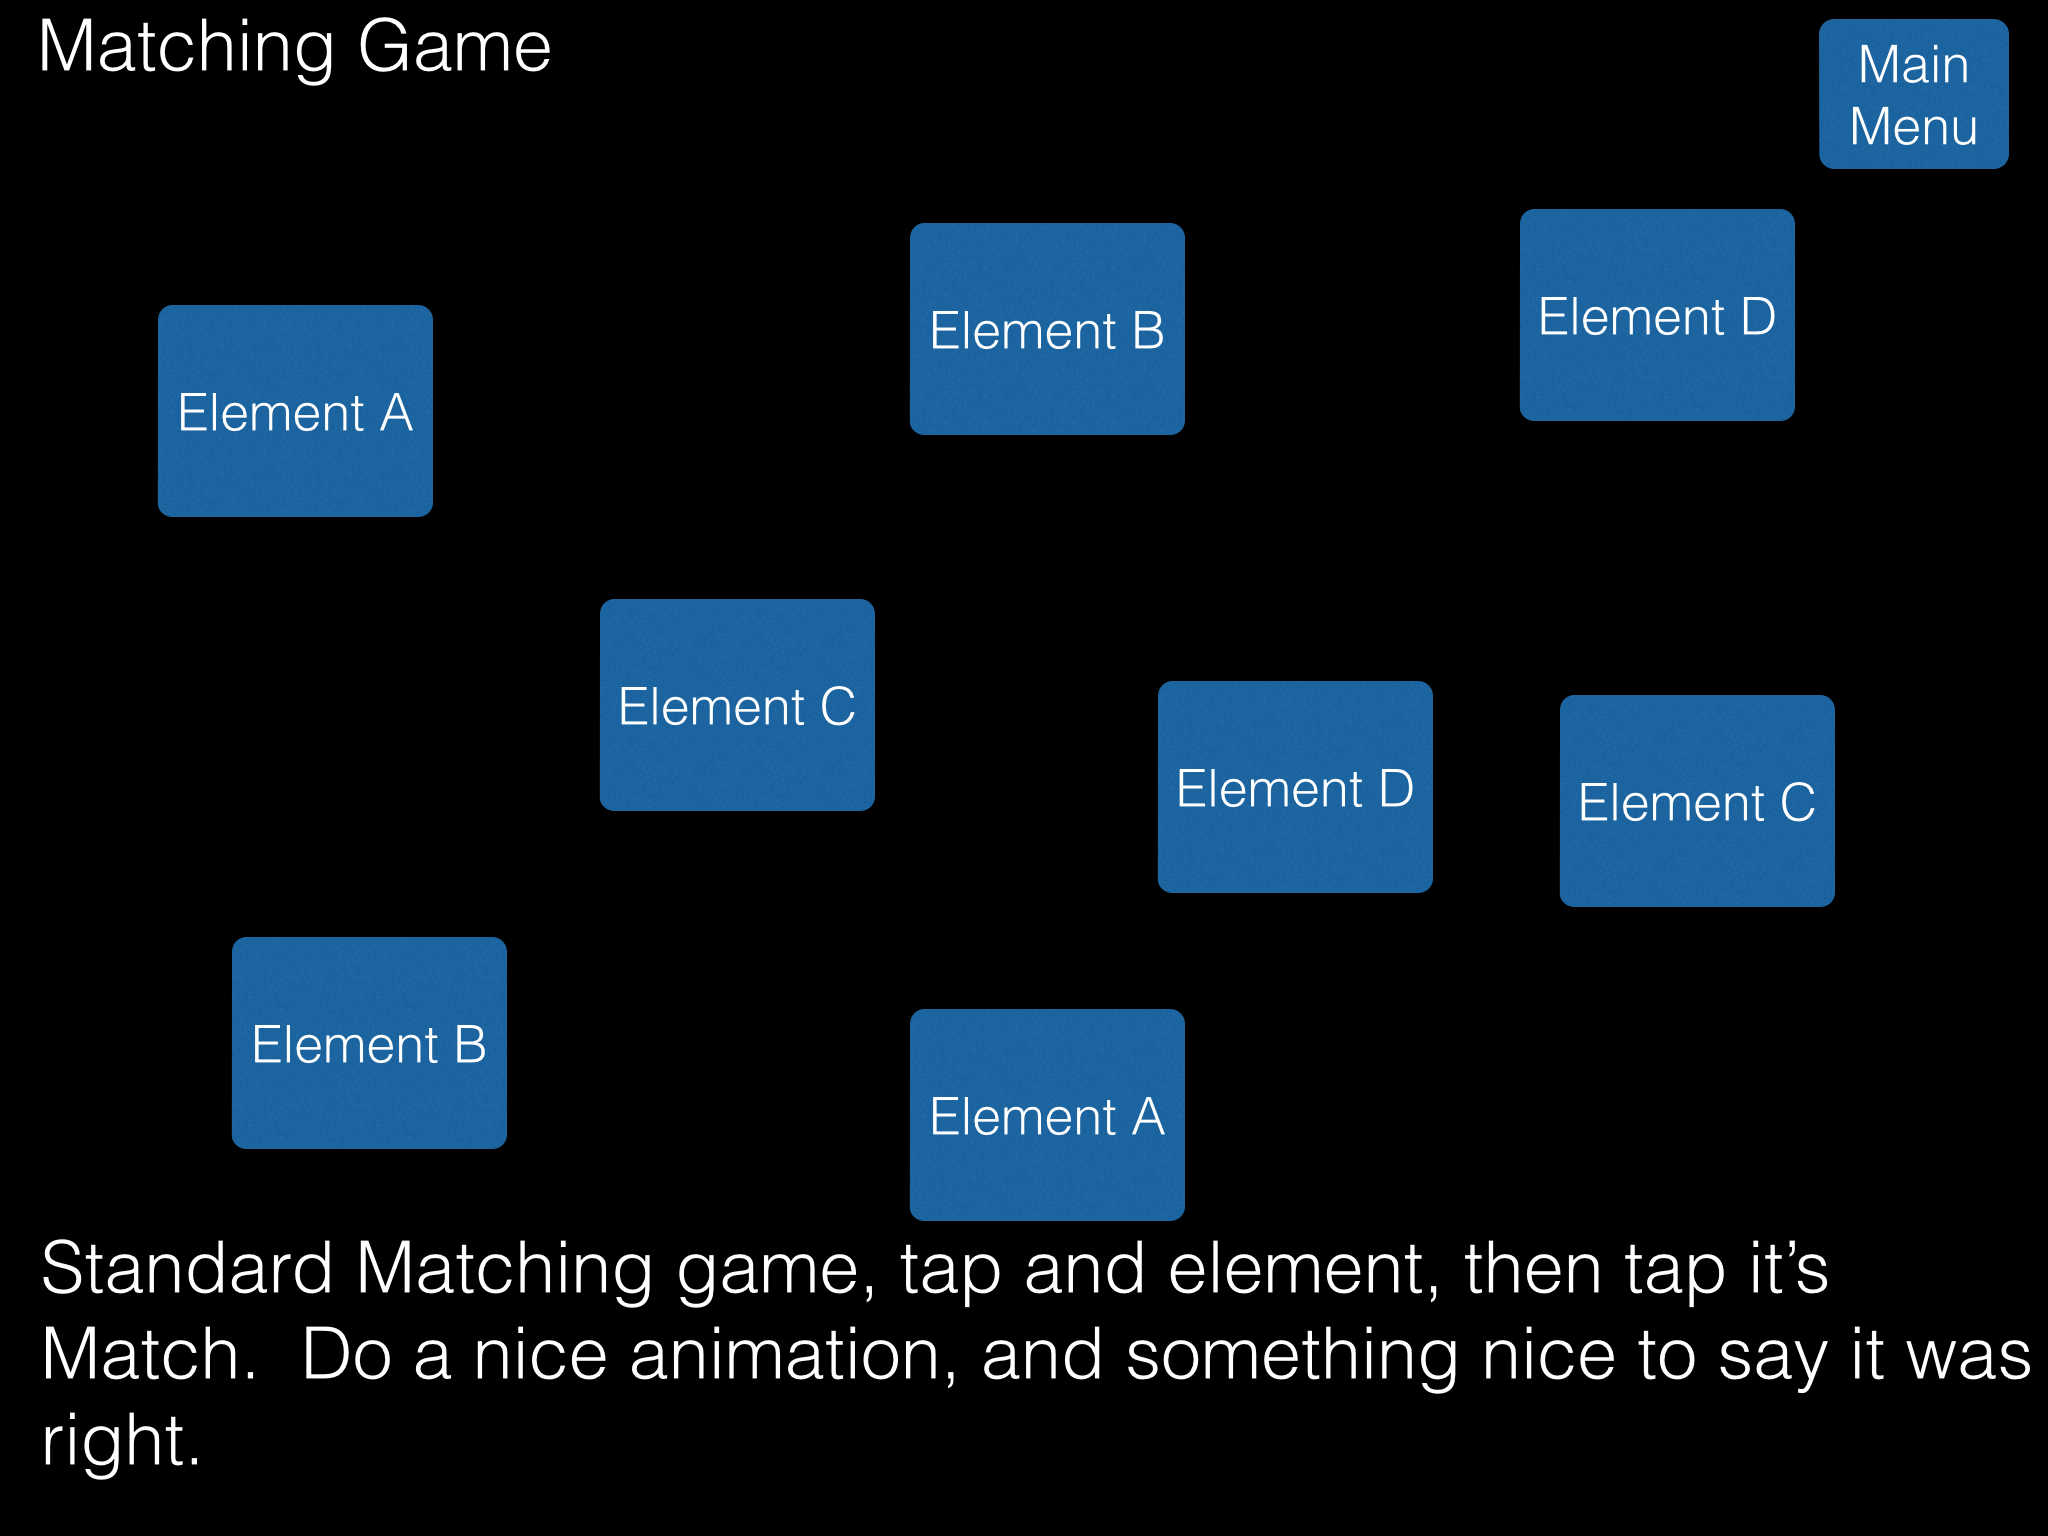 Matching Game
Main
Menu
Element B
Element D
Element A
Element C
Element D
Element C
Element B
Element A
Standard Matching game, tap and element, then tap it’s
Match.  Do a nice animation, and something nice to say it was
right.